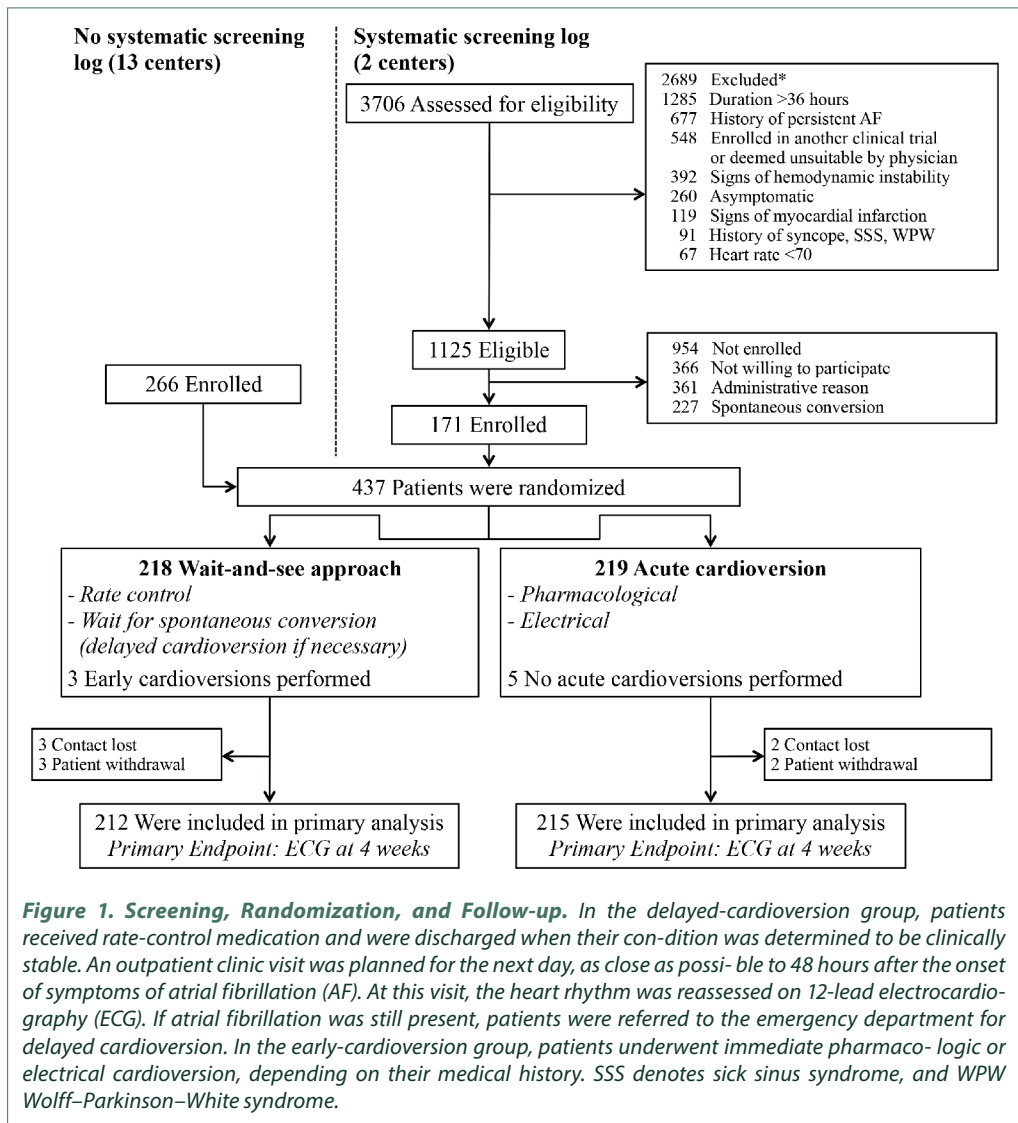 No systematic screening
log (13 centers)
Systematic screening log
(2 centers)
3706 Assessed for eligibility
2689 Excluded*
1285 Duration >36 hours
677 History of persistent AF
548 Enrolled in another clinical trial
or deemed unsuitable by physician
392 Signs of hemodynamic instability
260 Asymptomatic
119 Signs of myocardial infarction
91 History of syncope, SSS, WPW
67 Heart rate <70
1125 Eligible
954 Not enrolled
366 Not willing to participate
361 Administrative reason
227 Spontaneous conversion
266 Enrolled
171 Enrolled
437 Patients were randomized
218 Wait-and-see approach
- Rate control
- Wait for spontaneous conversion
(delayed cardioversion if necessary)
3 Early cardioversions performed
219 Acute cardioversion
- Pharmacological
- Electrical
5 No acute cardioversions performed
3 Contact lost
3 Patient withdrawal
2 Contact lost
2 Patient withdrawal
212 Were included in primary analysis
Primary Endpoint: ECG at 4 weeks
215 Were included in primary analysis
Primary Endpoint: ECG at 4 weeks
Figure 1. Screening, Randomization, and Follow-up. In the delayed-cardioversion group, patients
received rate-control medication and were discharged when their con-dition was determined to be clinically
stable. An outpatient clinic visit was planned for the next day, as close as possi- ble to 48 hours after the onset
of symptoms of atrial fibrillation (AF). At this visit, the heart rhythm was reassessed on 12-lead electrocardio-
graphy (ECG). If atrial fibrillation was still present, patients were referred to the emergency department for
delayed cardioversion. In the early-cardioversion group, patients underwent immediate pharmaco- logic or
electrical cardioversion, depending on their medical history. SSS denotes sick sinus syndrome, and WPW
Wolff–Parkinson–White syndrome.